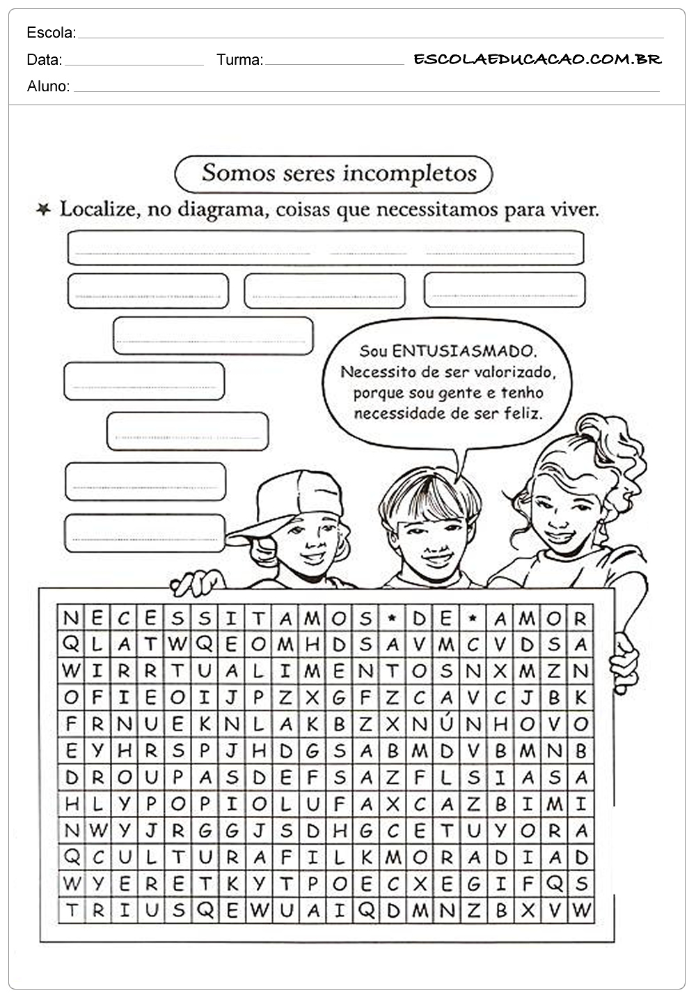 Escola:
Data: Turma: ESCOLAEDUCACAO.COM.BR
Aluno:
Somos seres incompletos
Localize, no diagrama, coisas que necessitamos para viver.
Sou ENTUSIASMADO.
Necessito de ser valorizado,
porque sou gente e tenho
necessidade de ser feliz.
N E C E S S I T A M O S * D E * A M O R
Q L A T W Q E O M H D S A V M C V D S A
W I R R T U A L I M E N T O S N X M Z N
O F I E O I J P Z X G F Z C A V C J B K
F R N U E K N L A K B Z X N Ú N H O V O
E Y H R S P J H D G S A B M D V B M N B
D R O U P A S D E F S A Z F L S I A S A
H L Y P O P I O L U F A X C A Z B I M I
N W Y J R G G J S D H G C E T U Y O R A
Q C U L T U R A F I L K M O R A D I A D
W Y E R E T K Y T P O E C X E G I F Q S
T R I U S Q E W U A I Q D M N Z B X V W